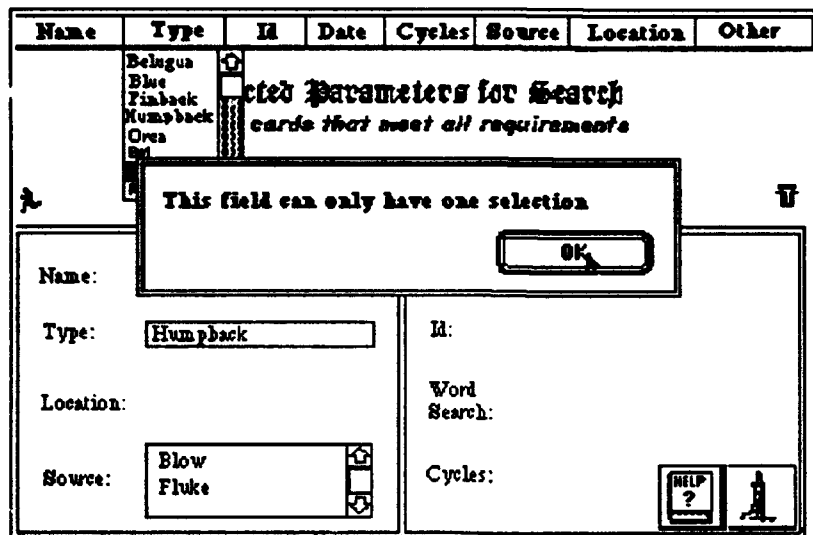 Name Type Id Date Cycles Source Location Other
Belugua
Blue
Finback
Humpback
Orca
cted Parameters for Search
cards that meet all requirements
This field can only have one selection
OK
Name:
Type: Humpback
Location:
Source: Blow
Fluke
Id:
Word
Search:
Cycles:
HELP
?